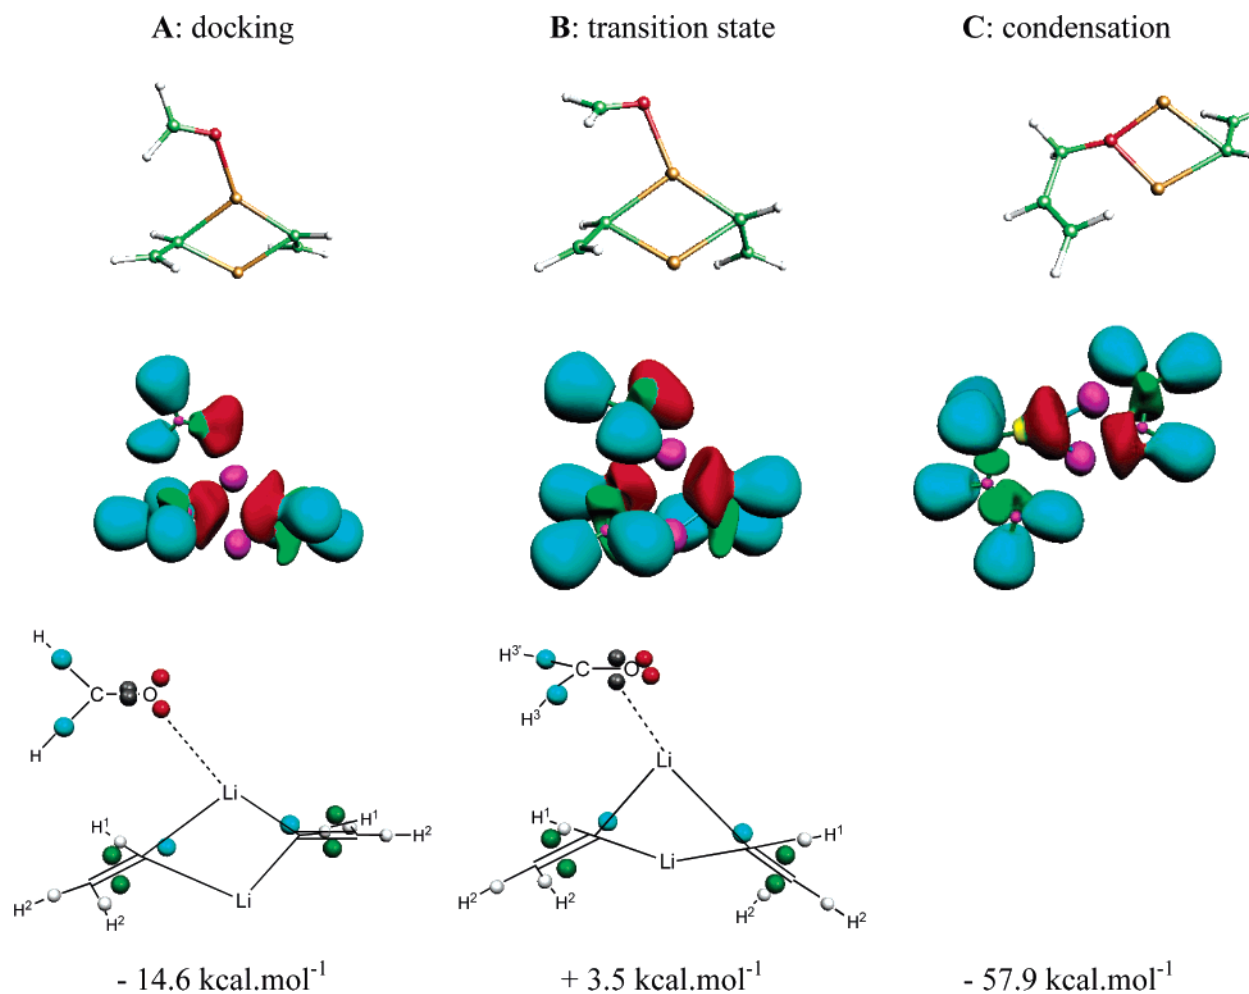 A: docking
B: transition state
C: condensation
H
C
O
H
Li
H1
H1
H2
Li
H2
H2
H3'
C
O
H3
Li
H1
H1
Li
H2
H2
H2
H2
- 14.6 kcal.mol-1
+ 3.5 kcal.mol-1
- 57.9 kcal.mol-1